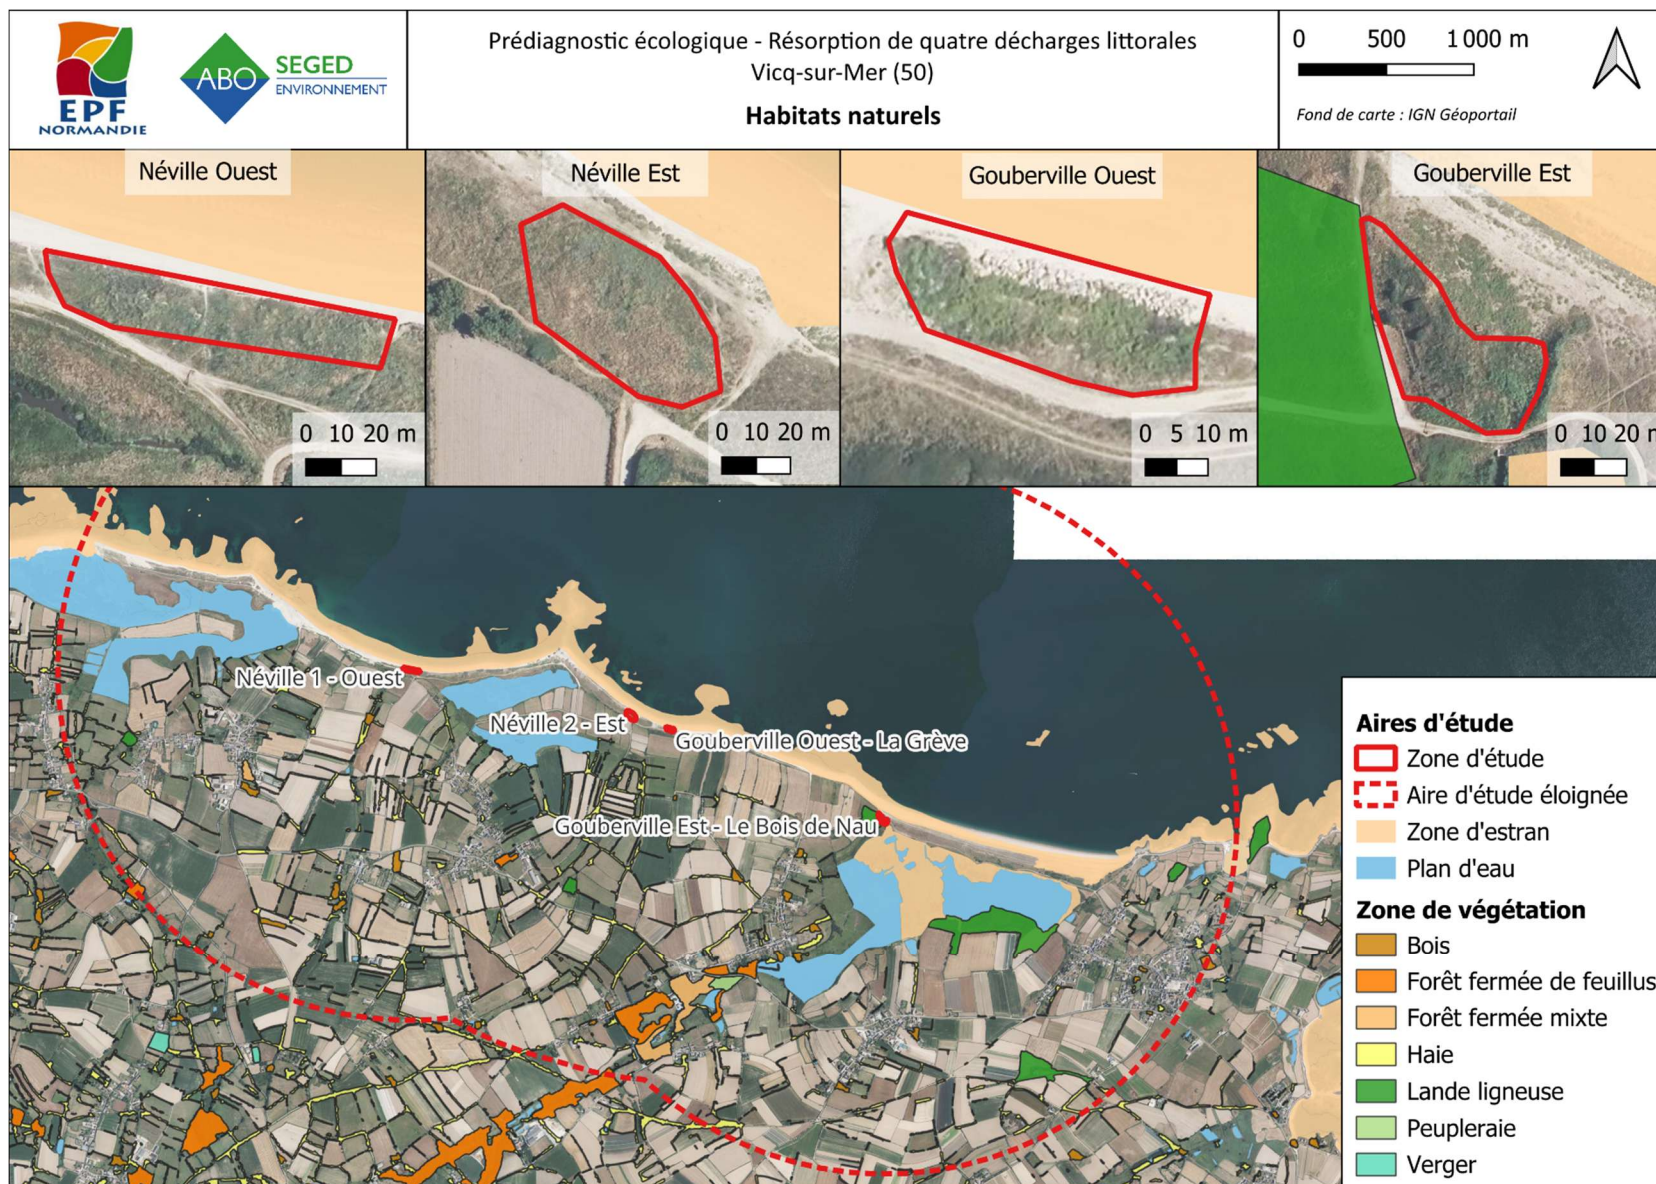 EPF
NORMANDIE
ABO
SEGED
ENVIRONNEMENT
Prédiagnostic écologique - Résorption de quatre décharges littorales
Vicq-sur-Mer (50)
Habitats naturels
0 500 1 000 m
Fond de carte : IGN Géoportail
Néville Ouest
0 10 20 m
Néville Est
0 10 20 m
Gouberville Ouest
0 5 10 m
Gouberville Est
0 10 20 m
Néville 1 - Ouest
Néville 2 - Est
Gouberville Ouest - La Grève
Gouberville Est - Le Bois de Nau
Aires d'étude
Zone d'étude
Aire d'étude éloignée
Zone d'estran
Plan d'eau
Zone de végétation
Bois
Forêt fermée de feuillus
Forêt fermée mixte
Haie
Lande ligneuse
Peupleraie
Verger